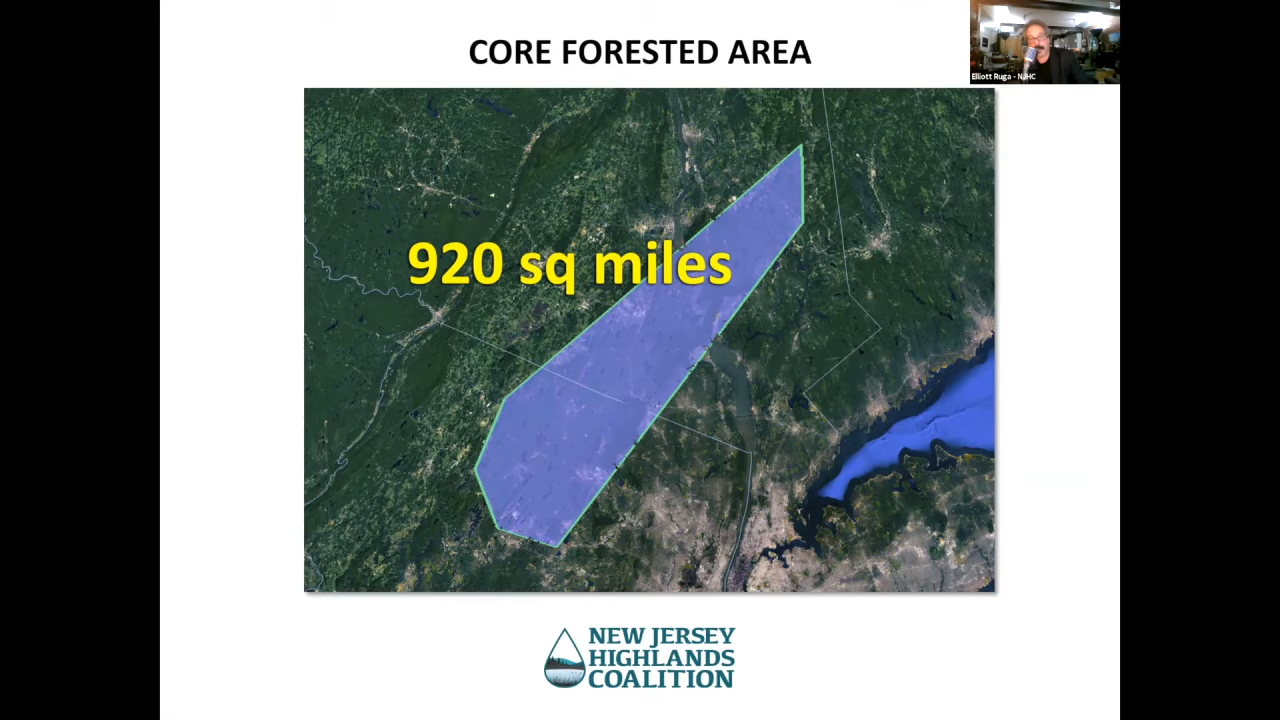 CORE FORESTED AREA
Elliott Ruga - NJHC
920 sq miles
NEW JERSEY
HIGHLANDS
COALITION